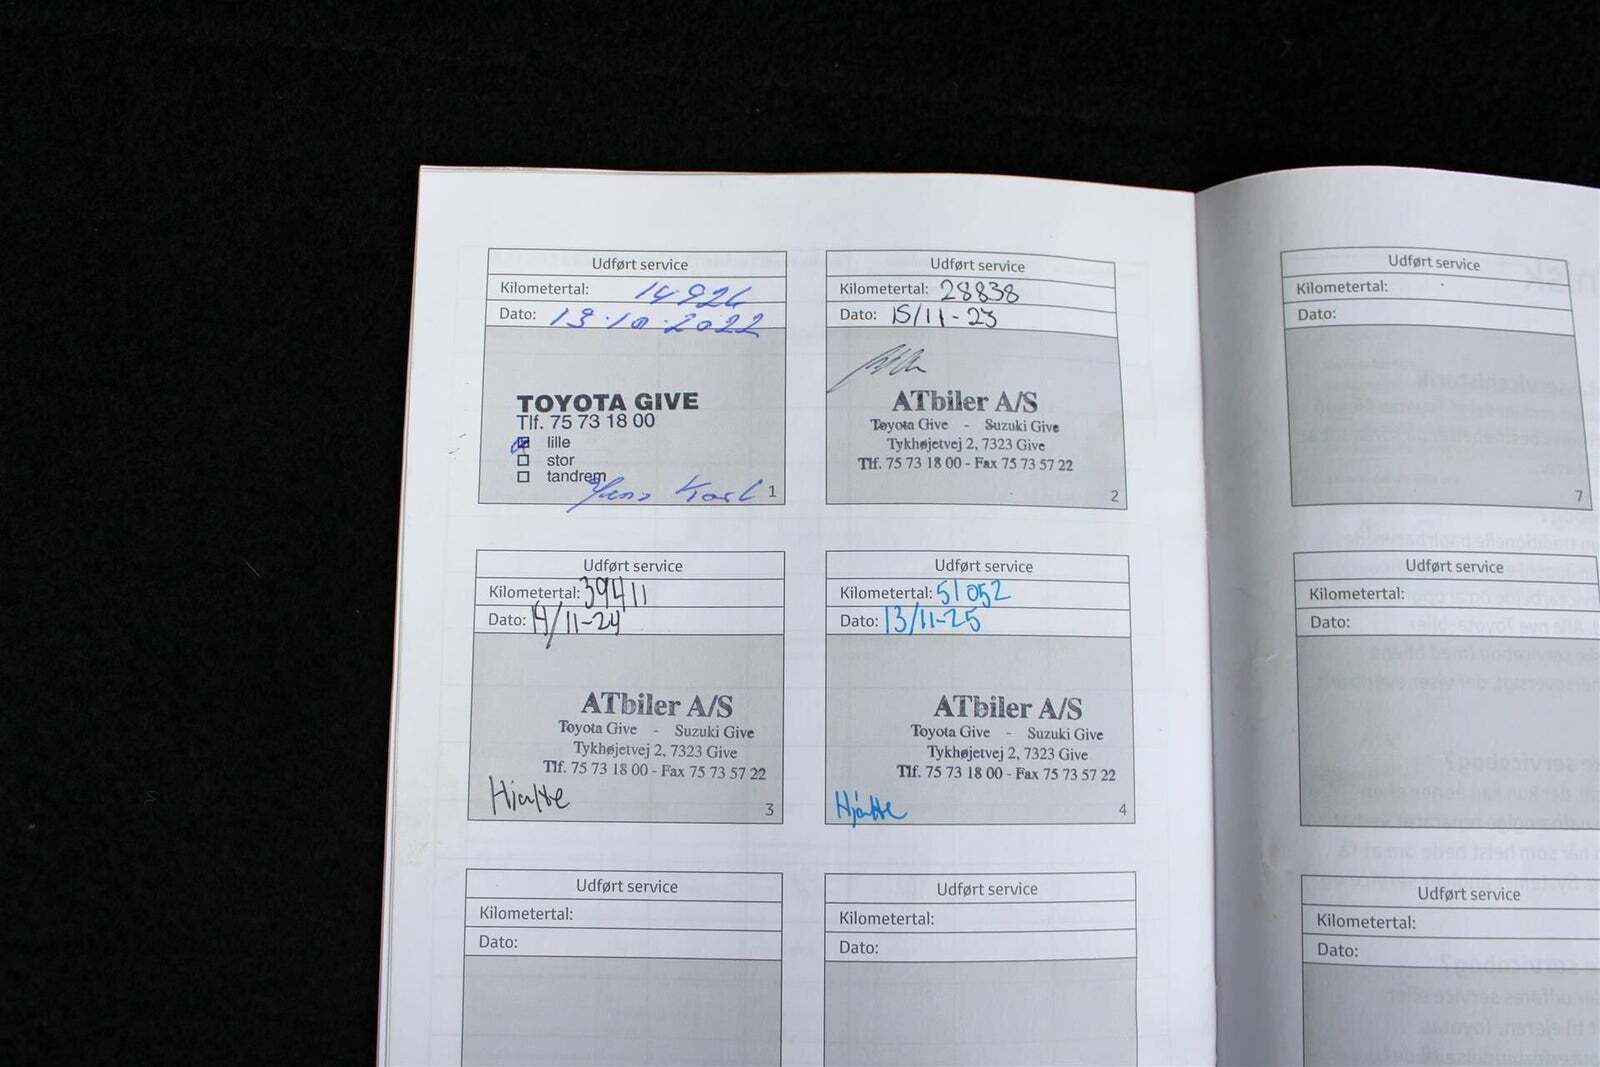 Udført service
Kilometertal: 14926
Dato: 13.10.2022
TOYOTA GIVE
Tlf. 75 73 18 00
lille
stor
tandrem
1
Udført service
Kilometertal: 28838
Dato: 15/11-23
ATbiler A/S
Toyota Give - Suzuki Give
Tykhøjetvej 2, 7323 Give
Tlf. 75 73 18 00 - Fax 75 73 57 22
2
Udført service
Kilometertal: 39411
Dato: 14/11-24
ATbiler A/S
Toyota Give - Suzuki Give
Tykhøjetvej 2, 7323 Give
Tlf. 75 73 18 00 - Fax 75 73 57 22
Hjalte
3
Udført service
Kilometertal: 51052
Dato: 13/11-25
ATbiler A/S
Toyota Give - Suzuki Give
Tykhøjetvej 2, 7323 Give
Tlf. 75 73 18 00 - Fax 75 73 57 22
Hjalte
4
Udført service
Kilometertal:
Dato:
Udført service
Kilometertal:
Dato:
Udført service
Kilometertal:
Dato:
7
Udført service
Kilometertal:
Dato:
Udført service
Kilometertal:
Dato: